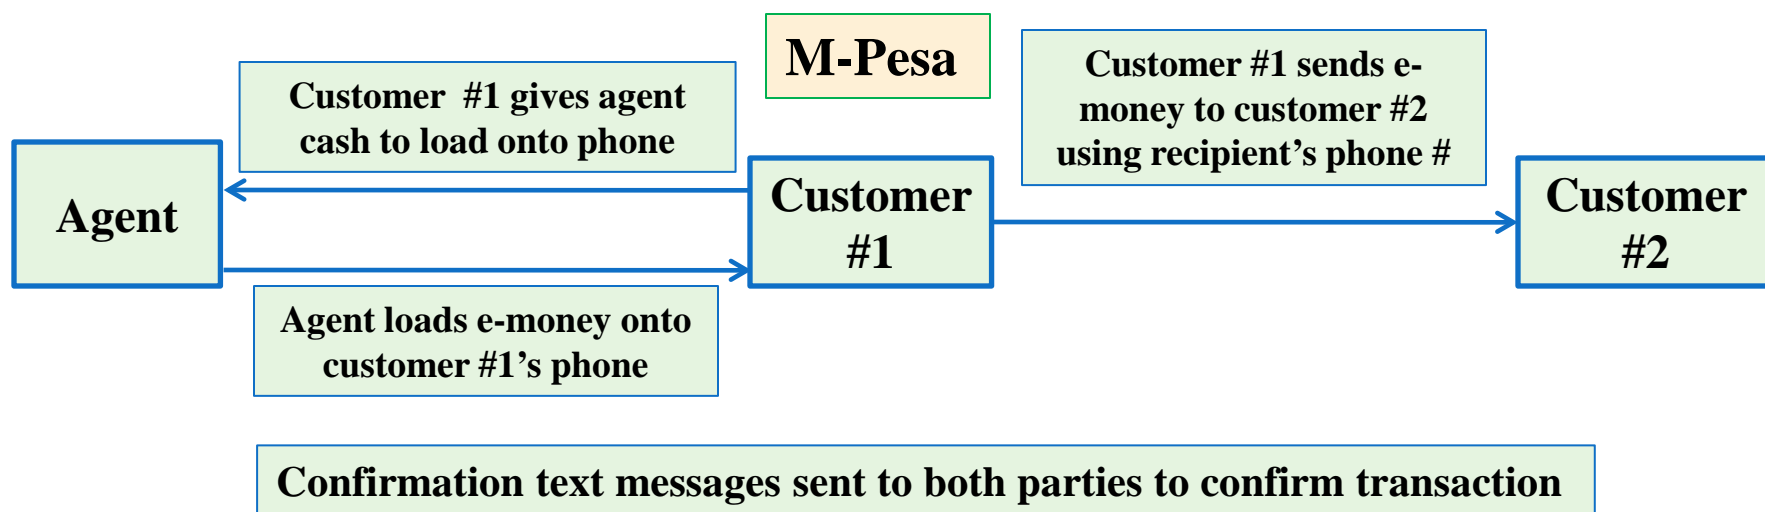 M-Pesa
Customer #1 gives agent
cash to load onto phone
Customer #1 sends e-
money to customer #2
using recipient’s phone #
Agent
Customer
#1
Customer
#2
Agent loads e-money onto
customer #1’s phone
Confirmation text messages sent to both parties to confirm transaction